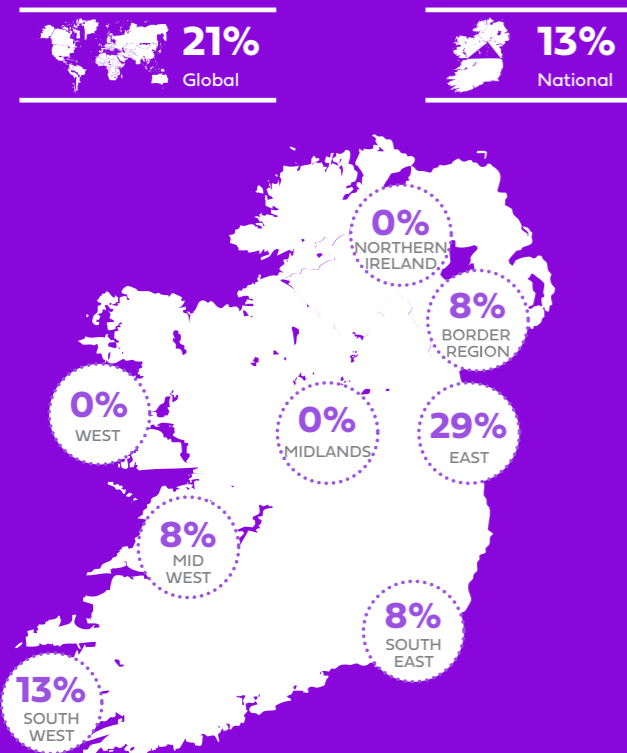 21%
Global
13%
National
0%
NORTHERN
IRELAND
8%
BORDER
REGION
0%
WEST
0%
MIDLANDS
29%
EAST
8%
MID
WEST
8%
SOUTH
EAST
13%
SOUTH
WEST